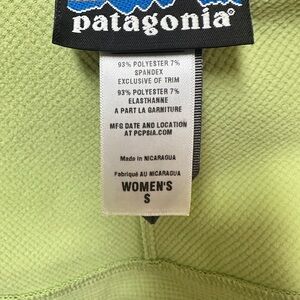 patagonia®
93% POLYESTER 7%
SPANDEX
EXCLUSIVE OF TRIM
93% POLYESTER 7%
ELASTHANNE
A PART LA GARNITURE
MFG DATE AND LOCATION
AT PCPSIA.COM
Made in NICARAGUA
Fabriqué AU NICARAGUA
WOMEN'S
S